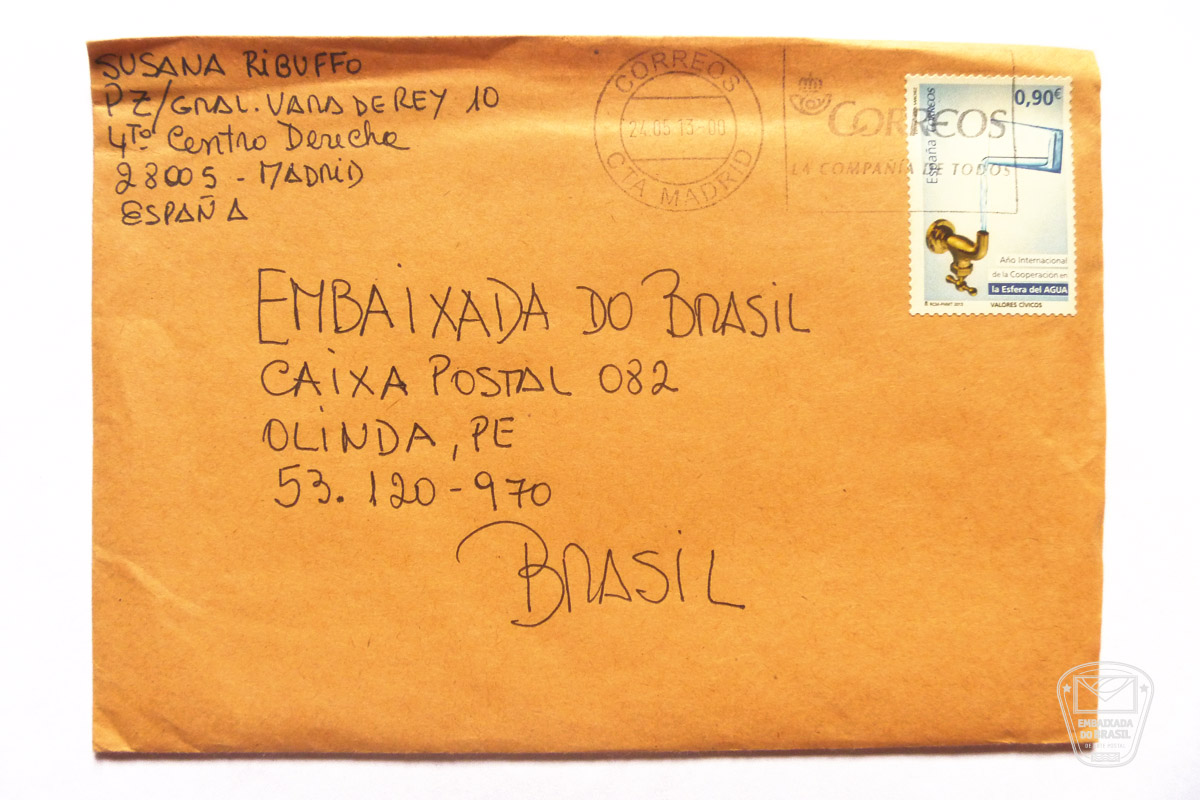 SUSANA RIBUFFO
PZ/GRAL. VARA DE REY 10
4TO Centro Derecha
28005 - MADRID
ESPAÑA
CORREOS
24.05 13-00
CTA MADRID
CORREOS
LA COMPAÑÍA DE TODOS
España CORREOS
0,90€
Año Internacional
de la Cooperación en
la Esfera del AGUA
VALORES CÍVICOS
EMBAIXADA DO BRASIL
CAIXA POSTAL 082
OLINDA, PE
53.120-970
BRASIL
EMBAIXADA
DO BRASIL
DE ARTE POSTAL